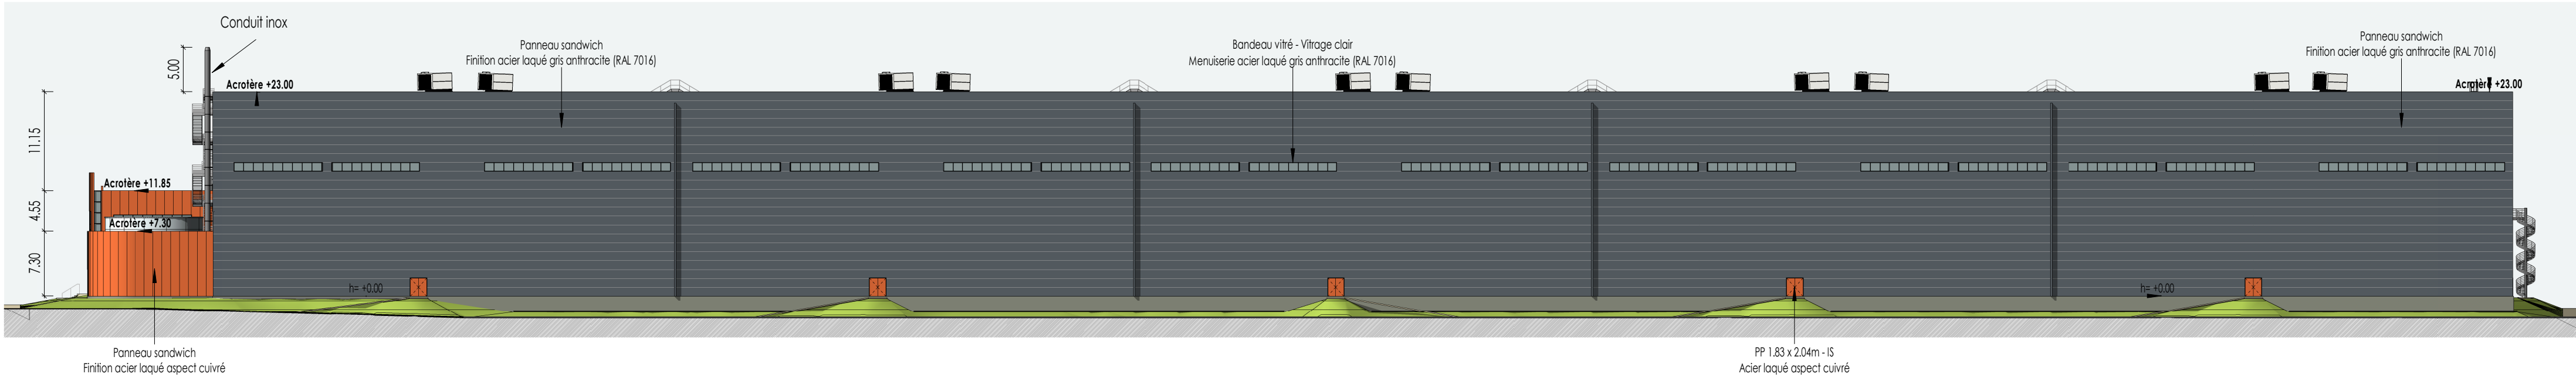 Conduit inox
5.00
Panneau sandwich
Finition acier laqué gris anthracite (RAL 7016)
Bandeau vitré - Vitrage clair
Menuiserie acier laqué gris anthracite (RAL 7016)
Panneau sandwich
Finition acier laqué gris anthracite (RAL 7016)
Acrotère +23.00
Acrotère +23.00
11.15
Acrotère +11.85
4.55
Acrotère +7.30
7.30
h= +0.00
h= +0.00
Panneau sandwich
Finition acier laqué aspect cuivré
PP 1.83 x 2.04m - IS
Acier laqué aspect cuivré